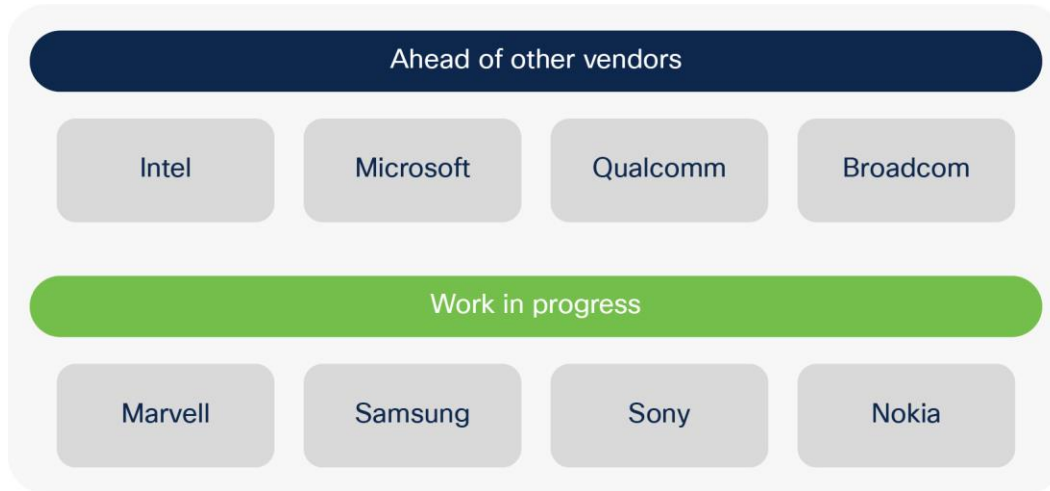 Ahead of other vendors
Intel Microsoft Qualcomm Broadcom
Work in progress
Marvell Samsung Sony Nokia